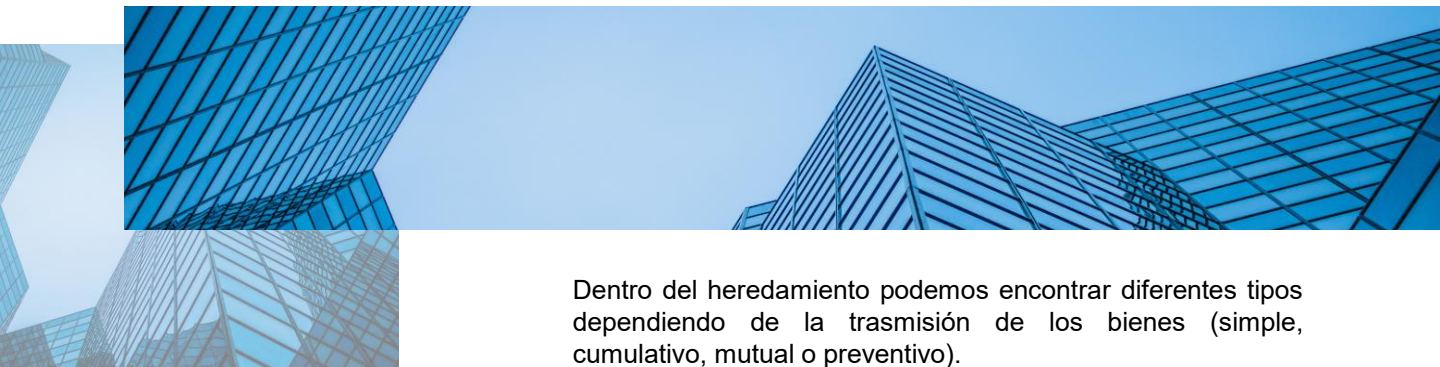 Dentro del heredamiento podemos encontrar diferentes tipos
dependiendo de la trasmisión de los bienes (simple,
cumulativo, mutual o preventivo).